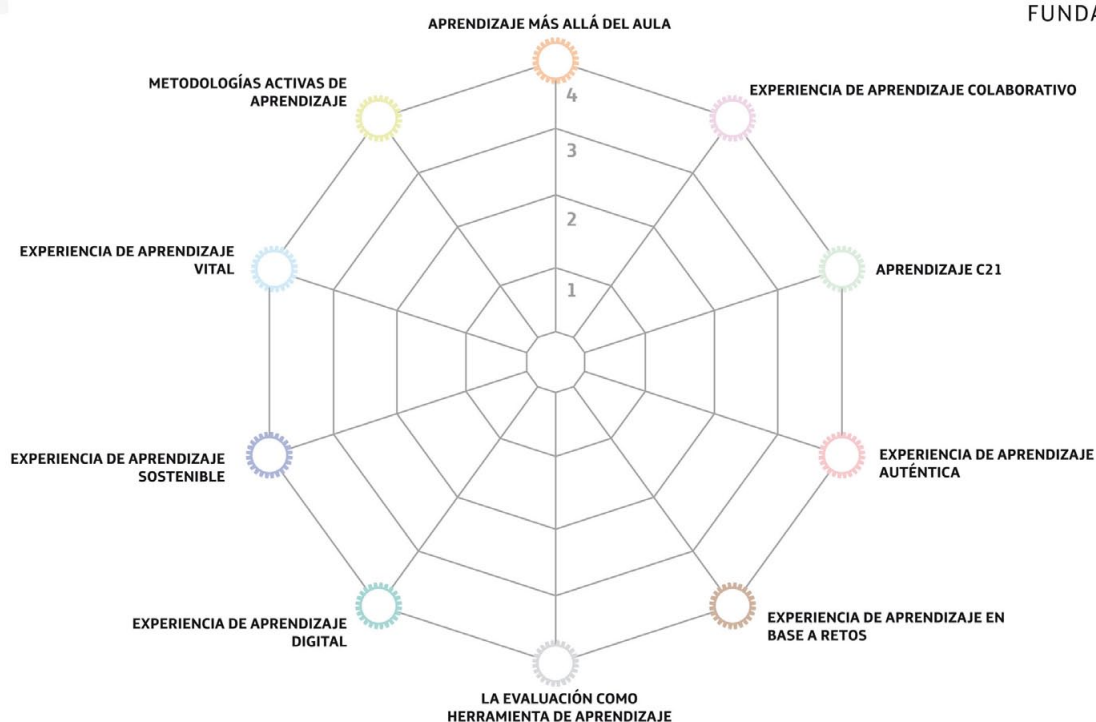 FUNDA
APRENDIZAJE MÁS ALLÁ DEL AULA
METODOLOGÍAS ACTIVAS DE
APRENDIZAJE
EXPERIENCIA DE APRENDIZAJE COLABORATIVO
4
3
2
1
EXPERIENCIA DE APRENDIZAJE
VITAL
APRENDIZAJE C21
EXPERIENCIA DE APRENDIZAJE
SOSTENIBLE
EXPERIENCIA DE APRENDIZAJE
AUTÉNTICA
EXPERIENCIA DE APRENDIZAJE
DIGITAL
EXPERIENCIA DE APRENDIZAJE EN
BASE A RETOS
LA EVALUACIÓN COMO
HERRAMIENTA DE APRENDIZAJE